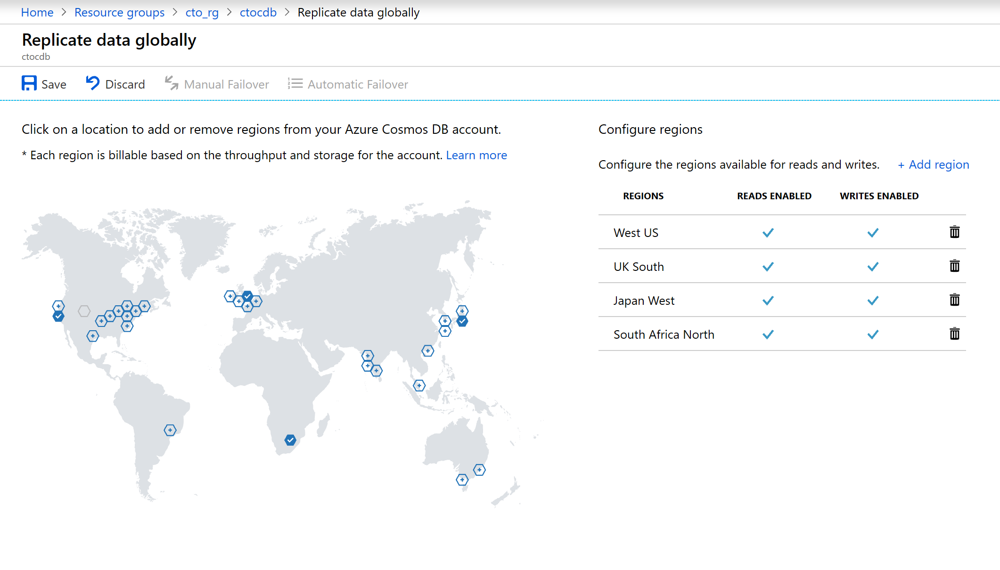 Home > Resource groups > cto_rg > ctocdb > Replicate data globally
Replicate data globally
ctocdb
Save Discard Manual Failover Automatic Failover
Click on a location to add or remove regions from your Azure Cosmos DB account.
* Each region is billable based on the throughput and storage for the account. Learn more
Configure regions
Configure the regions available for reads and writes. + Add region
REGIONS READS ENABLED WRITES ENABLED
West US
UK South
Japan West
South Africa North